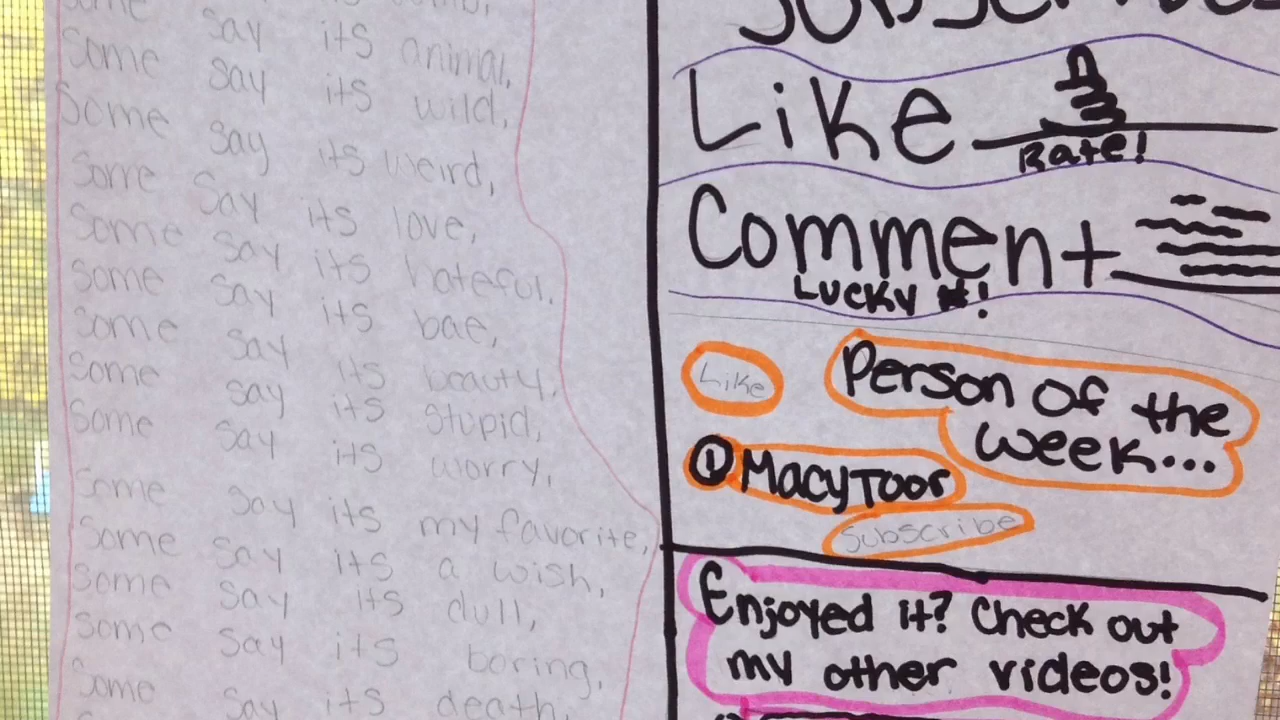 some say its
some say its animal,
some say its wild,
some say its weird,
some say its love,
some say its hateful,
some say its bae,
some say its beauty,
some say its stupid,
some say its worry,
some say its my favorite,
some say its a wish,
some say its dull,
some say its boring,
some say its death,
SUBSCRIBE
Like
Rate!
Comment
Lucky #!
Like
Person of the
week...
① MacyToor
Subscribe
Enjoyed it? Check out
my other videos!